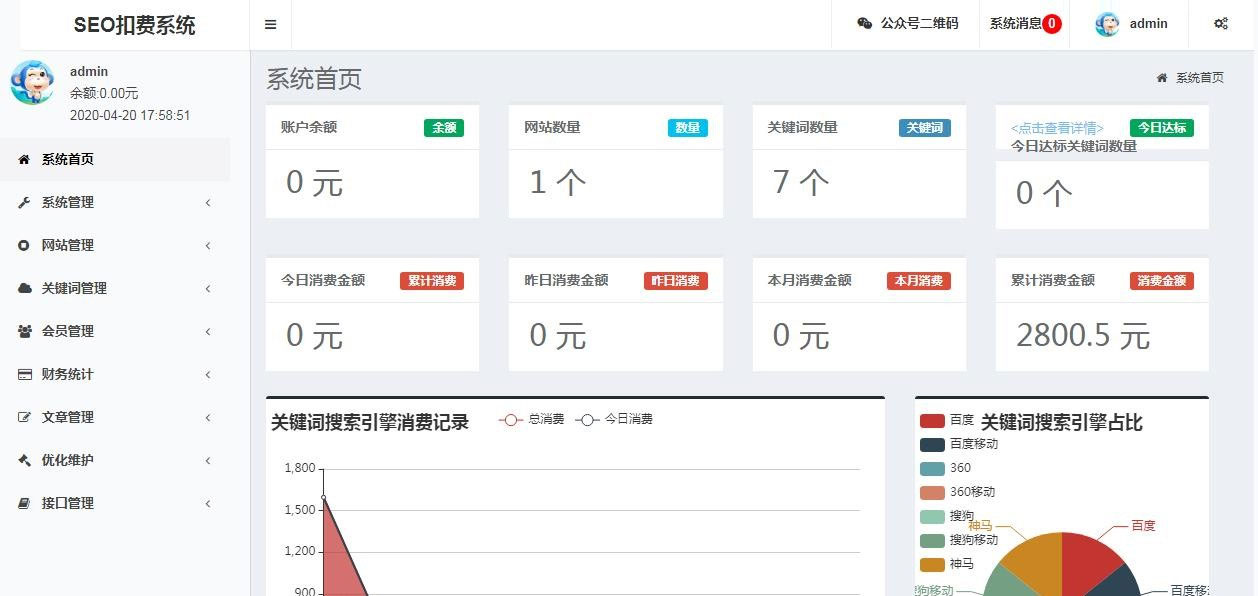 SEO扣费系统
公众号二维码
系统消息 0
admin
admin
余额:0.00元
2020-04-20 17:58:51
系统首页
系统管理
网站管理
关键词管理
会员管理
财务统计
文章管理
优化维护
接口管理
系统首页
系统首页
账户余额 余额
0 元
网站数量 数量
1 个
关键词数量 关键词
7 个
<点击查看详情> 今日达标
今日达标关键词数量
0 个
今日消费金额 累计消费
0 元
昨日消费金额 昨日消费
0 元
本月消费金额 本月消费
0 元
累计消费金额 消费金额
2800.5 元
关键词搜索引擎消费记录
总消费 今日消费
1,800
1,500
1,200
900
关键词搜索引擎占比
百度
百度移动
360
360移动
搜狗
搜狗移动
神马
神马
百度
搜狗移动
百度移